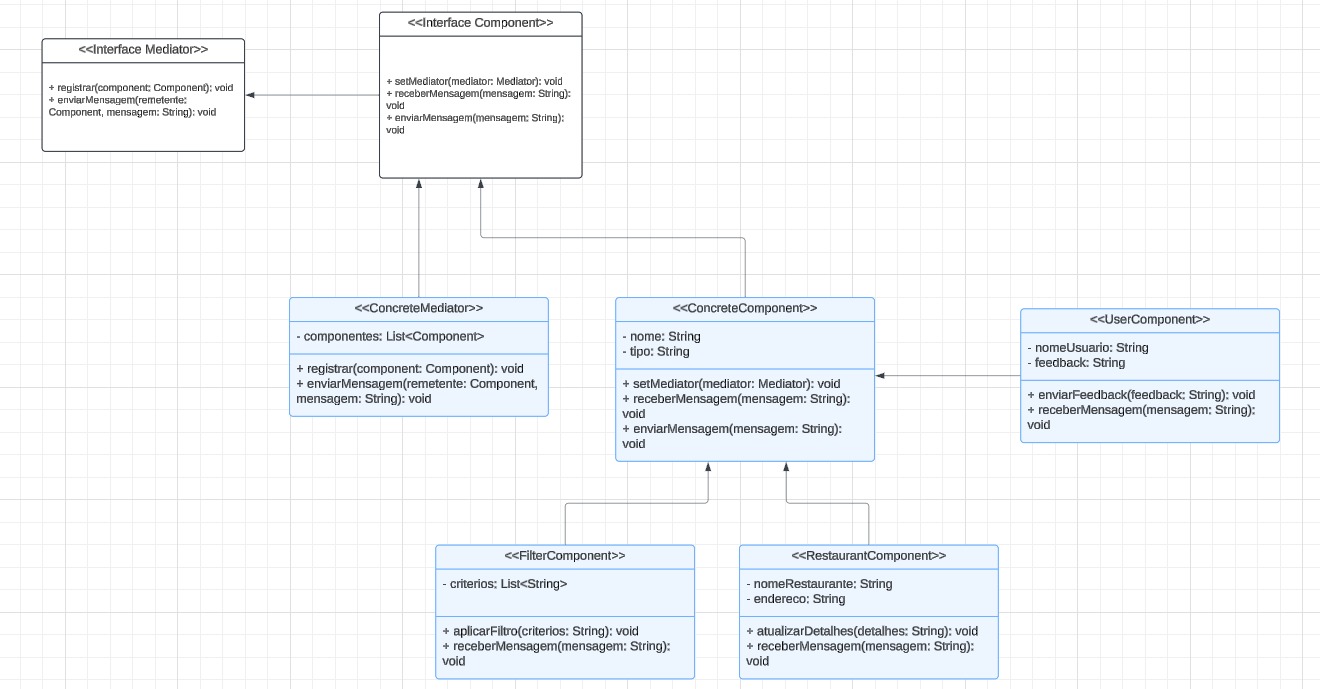 <<Interface Mediator>>
+ registrar(component: Component): void
+ enviarMensagem(remetente:
Component, mensagem: String): void
<<Interface Component>>
+ setMediator(mediator: Mediator): void
+ receberMensagem(mensagem: String):
void
+ enviarMensagem(mensagem: String):
void
<<ConcreteMediator>>
- componentes: List<Component>
+ registrar(component: Component): void
+ enviarMensagem(remetente: Component,
mensagem: String): void
<<ConcreteComponent>>
- nome: String
- tipo: String
+ setMediator(mediator: Mediator): void
+ receberMensagem(mensagem: String):
void
+ enviarMensagem(mensagem: String):
void
<<UserComponent>>
- nomeUsuario: String
- feedback: String
+ enviarFeedback(feedback: String): void
+ receberMensagem(mensagem: String):
void
<<FilterComponent>>
- criterios: List<String>
+ aplicarFiltro(criterios: String): void
+ receberMensagem(mensagem: String):
void
<<RestaurantComponent>>
- nomeRestaurante: String
- endereco: String
+ atualizarDetalhes(detalhes: String): void
+ receberMensagem(mensagem: String):
void